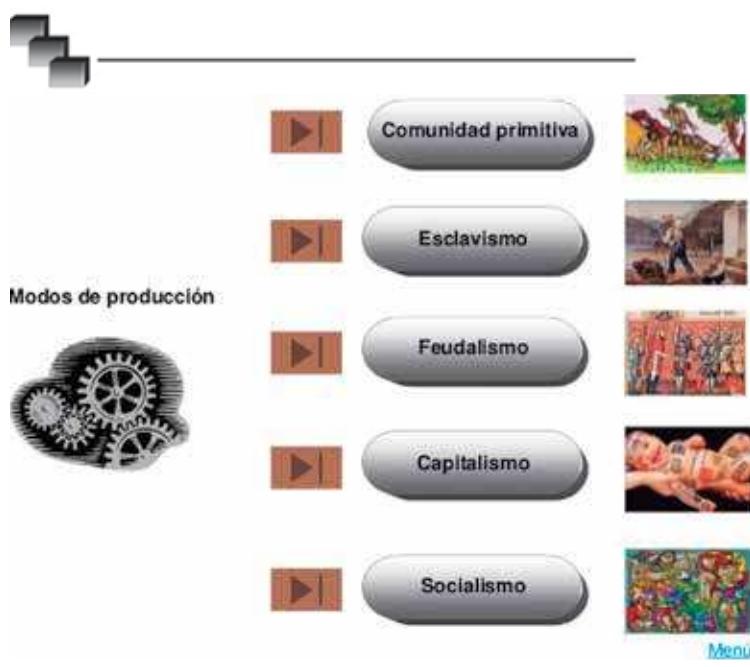 Comunidad primitiva
Esclavismo
Modos de producción
Feudalismo
Capitalismo
Socialismo
Menú